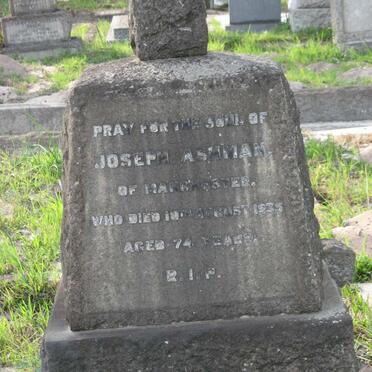 PRAY FOR THE SOUL OF
JOSEPH ASHMAN,
OF MANCHESTER,
WHO DIED AUGUST
AGED 74 YEARS.
R.I.P.